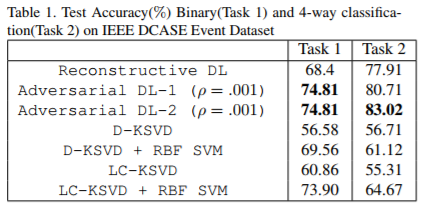 Table 1. Test Accuracy(%) Binary(Task 1) and 4-way classifica-
tion(Task 2) on IEEE DCASE Event Dataset
Task 1 Task 2
Reconstructive DL 68.4 77.91
Adversarial DL-1 (ρ = .001) 74.81 80.71
Adversarial DL-2 (ρ = .001) 74.81 83.02
D-KSVD 56.58 56.71
D-KSVD + RBF SVM 69.56 61.12
LC-KSVD 60.86 55.31
LC-KSVD + RBF SVM 73.90 64.67